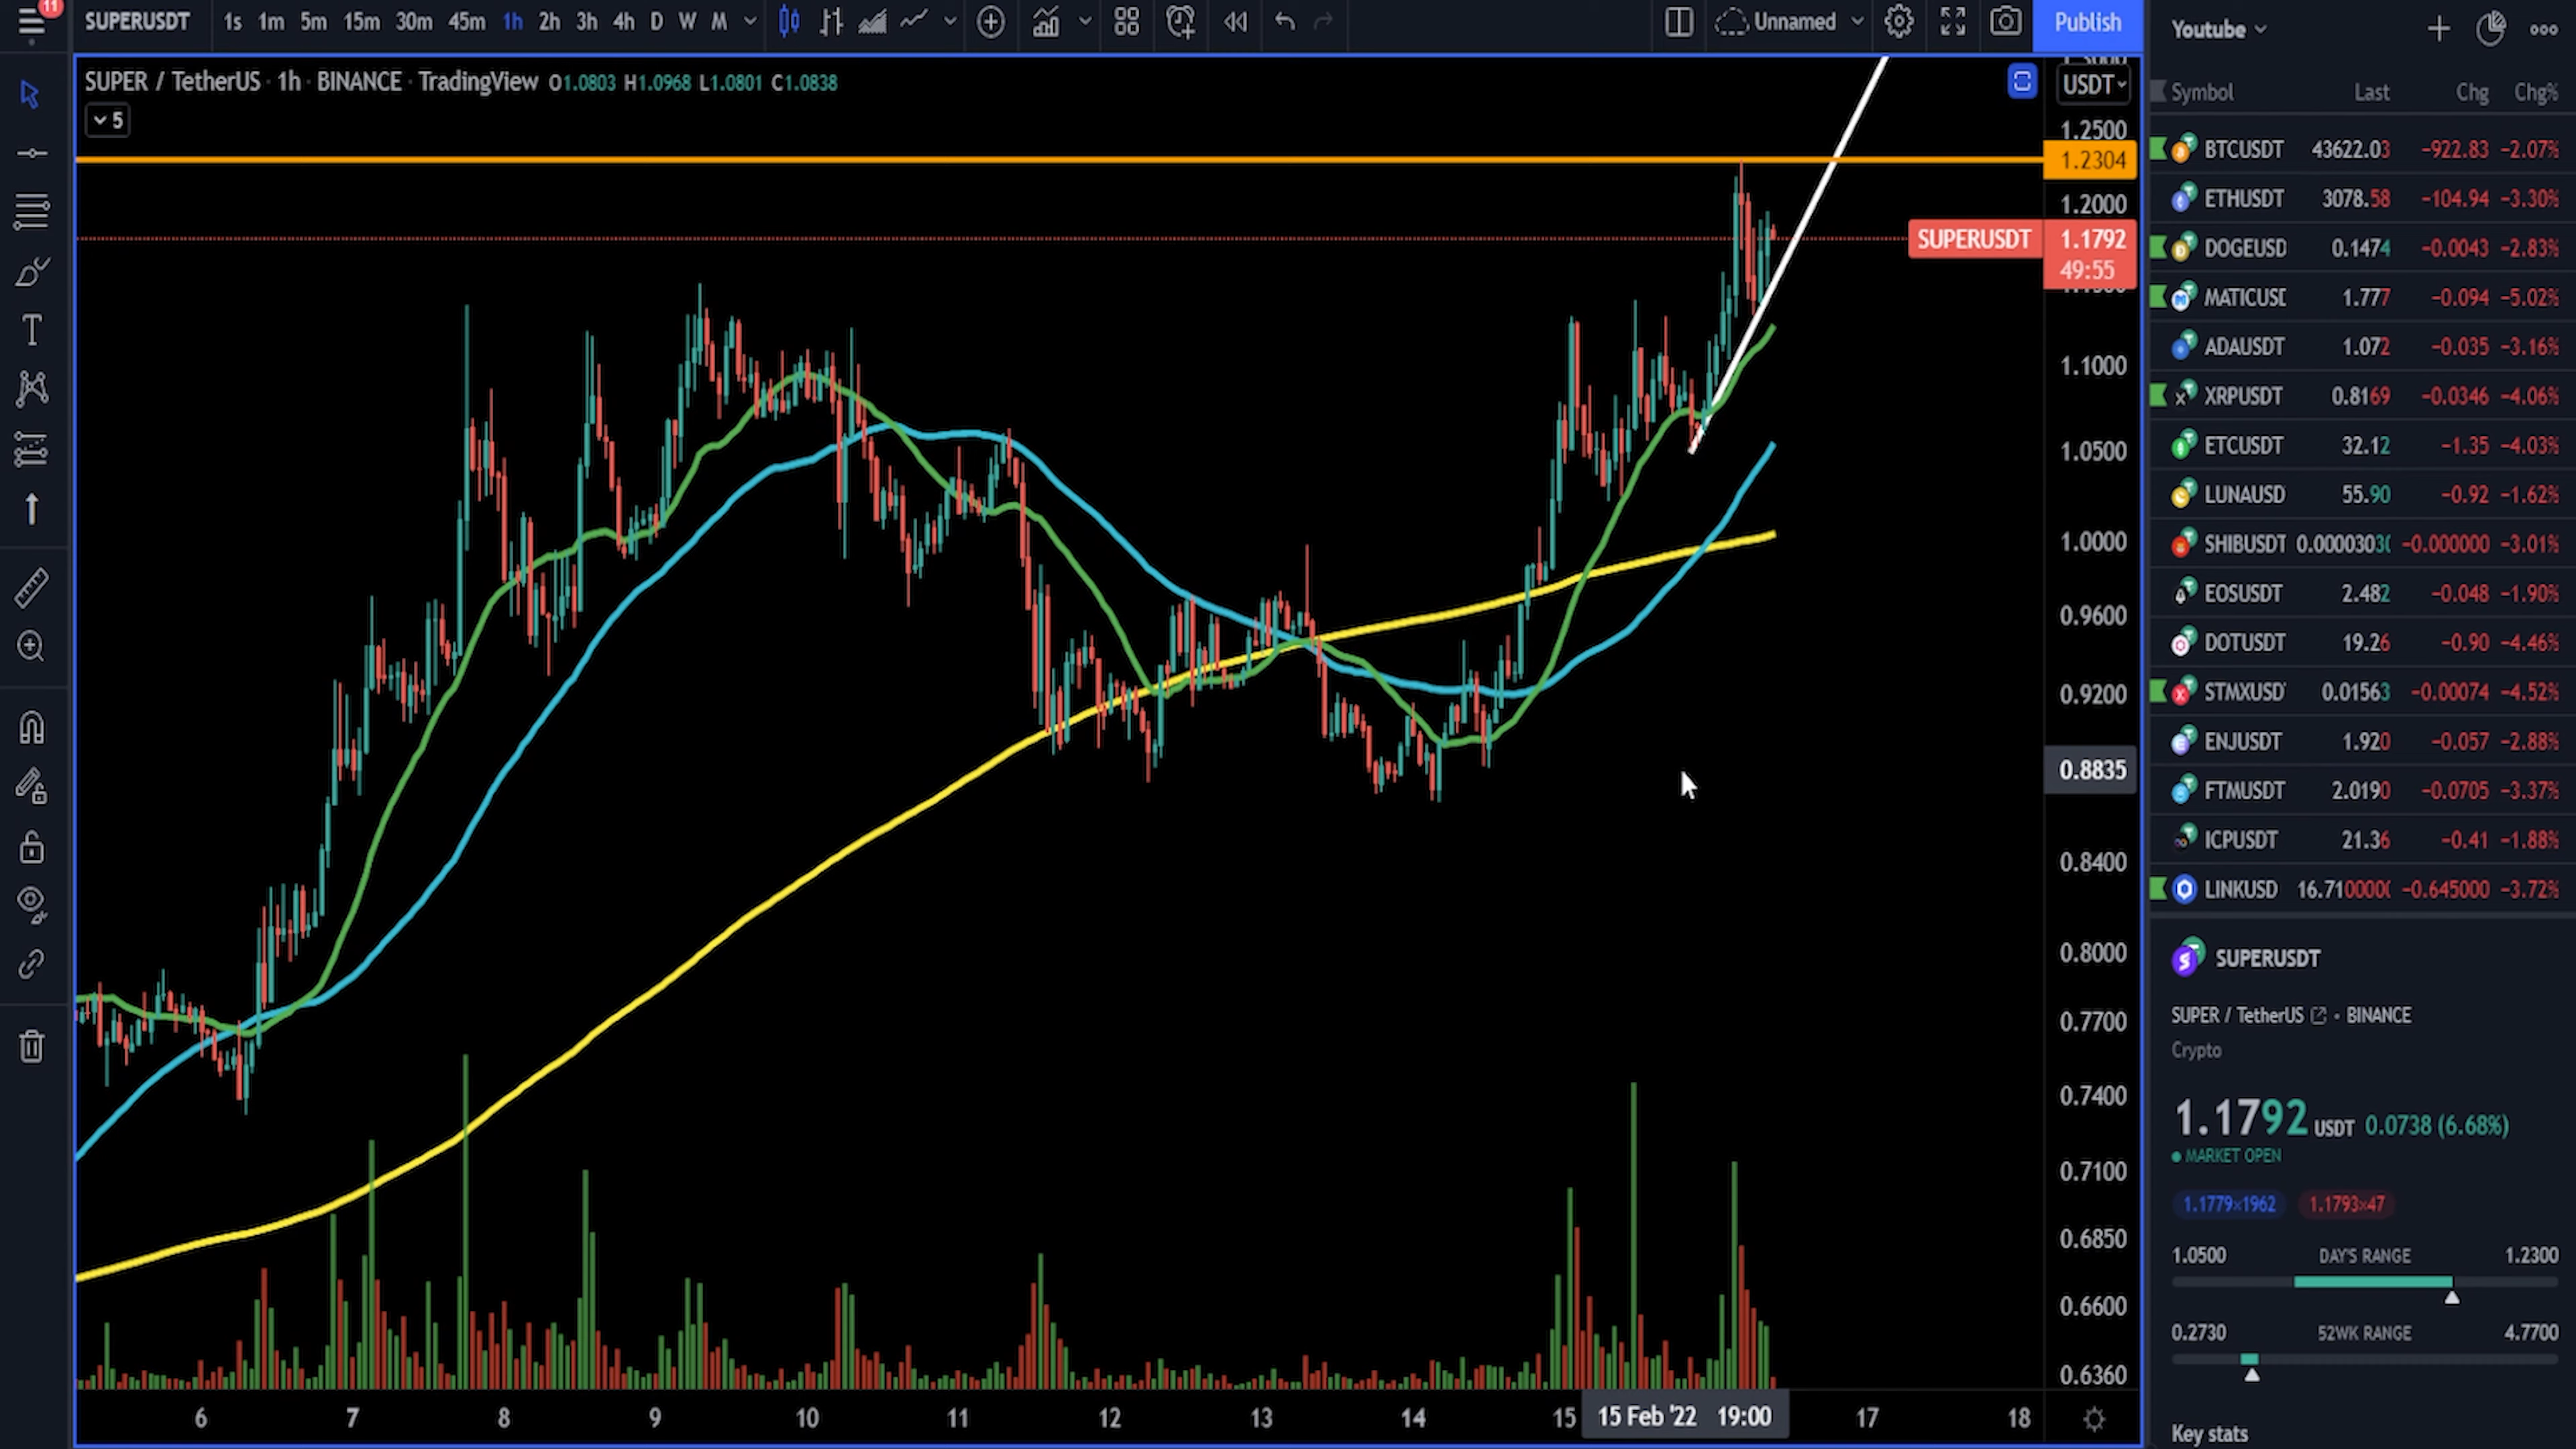 11
SUPERUSDT 1s 1m 5m 15m 30m 45m 1h 2h 3h 4h D W M Unnamed Publish
SUPER / TetherUS · 1h · BINANCE · TradingView O1.0803 H1.0968 L1.0801 C1.0838
5
USDT
1.2500
1.2304
1.2000
SUPERUSDT 1.1792
49:55
1.1000
1.0500
1.0000
0.9600
0.9200
0.8835
0.8400
0.8000
0.7700
0.7400
0.7100
0.6850
0.6600
0.6360
6 7 8 9 10 11 12 13 14 15 15 Feb '22 19:00 17 18
Youtube
Symbol Last Chg Chg%
BTCUSDT 43622.03 −922.83 −2.07%
ETHUSDT 3078.58 −104.94 −3.30%
DOGEUSD 0.1474 −0.0043 −2.83%
MATICUSD 1.777 −0.094 −5.02%
ADAUSDT 1.072 −0.035 −3.16%
XRPUSDT 0.8169 −0.0346 −4.06%
ETCUSDT 32.12 −1.35 −4.03%
LUNAUSD 55.90 −0.92 −1.62%
SHIBUSDT 0.0000303 −0.000000 −3.01%
EOSUSDT 2.482 −0.048 −1.90%
DOTUSDT 19.26 −0.90 −4.46%
STMXUSD 0.01563 −0.00074 −4.52%
ENJUSDT 1.920 −0.057 −2.88%
FTMUSDT 2.0190 −0.0705 −3.37%
ICPUSDT 21.36 −0.41 −1.88%
LINKUSD 16.710000 −0.645000 −3.72%
SUPERUSDT
SUPER / TetherUS • BINANCE
Crypto
1.1792 USDT 0.0738 (6.68%)
MARKET OPEN
1.1779×1962 1.1793×47
1.0500 DAY'S RANGE 1.2300
0.2730 52WK RANGE 4.7700
Key stats